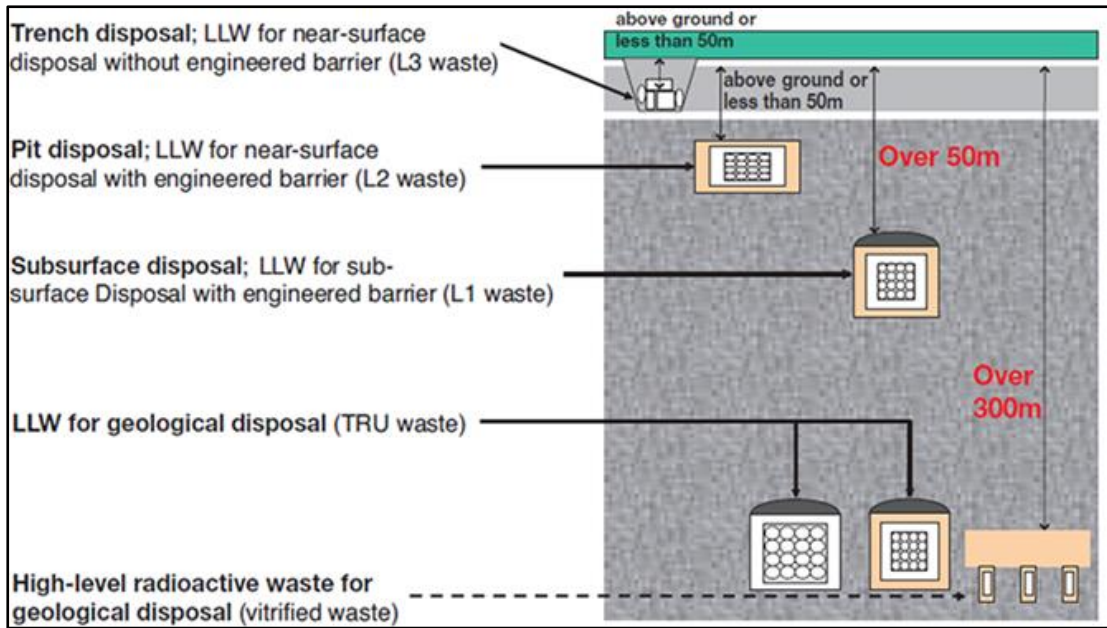 Trench disposal; LLW for near-surface
disposal without engineered barrier (L3 waste)
above ground or
less than 50m
above ground or
less than 50m
Pit disposal; LLW for near-surface
disposal with engineered barrier (L2 waste)
Over 50m
Subsurface disposal; LLW for sub-
surface Disposal with engineered barrier (L1 waste)
Over
300m
LLW for geological disposal (TRU waste)
High-level radioactive waste for
geological disposal (vitrified waste)